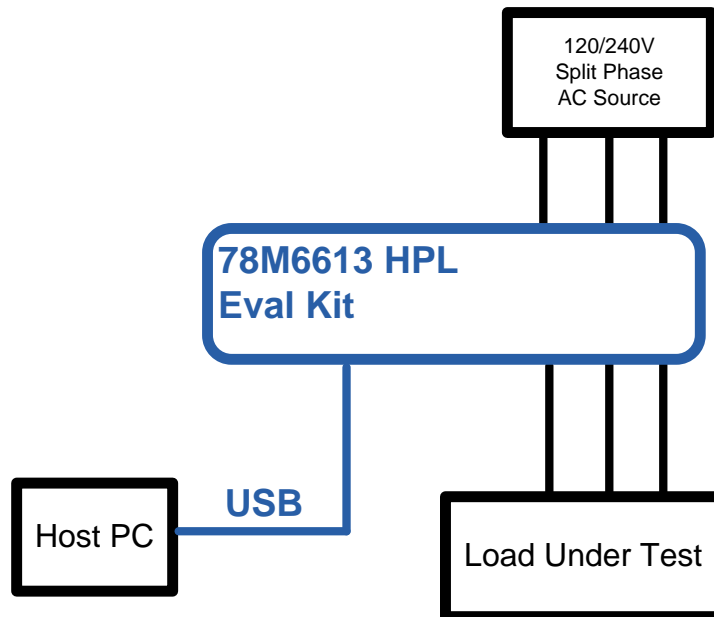 120/240V
Split Phase
AC Source
78M6613 HPL
Eval Kit
USB
Host PC
Load Under Test